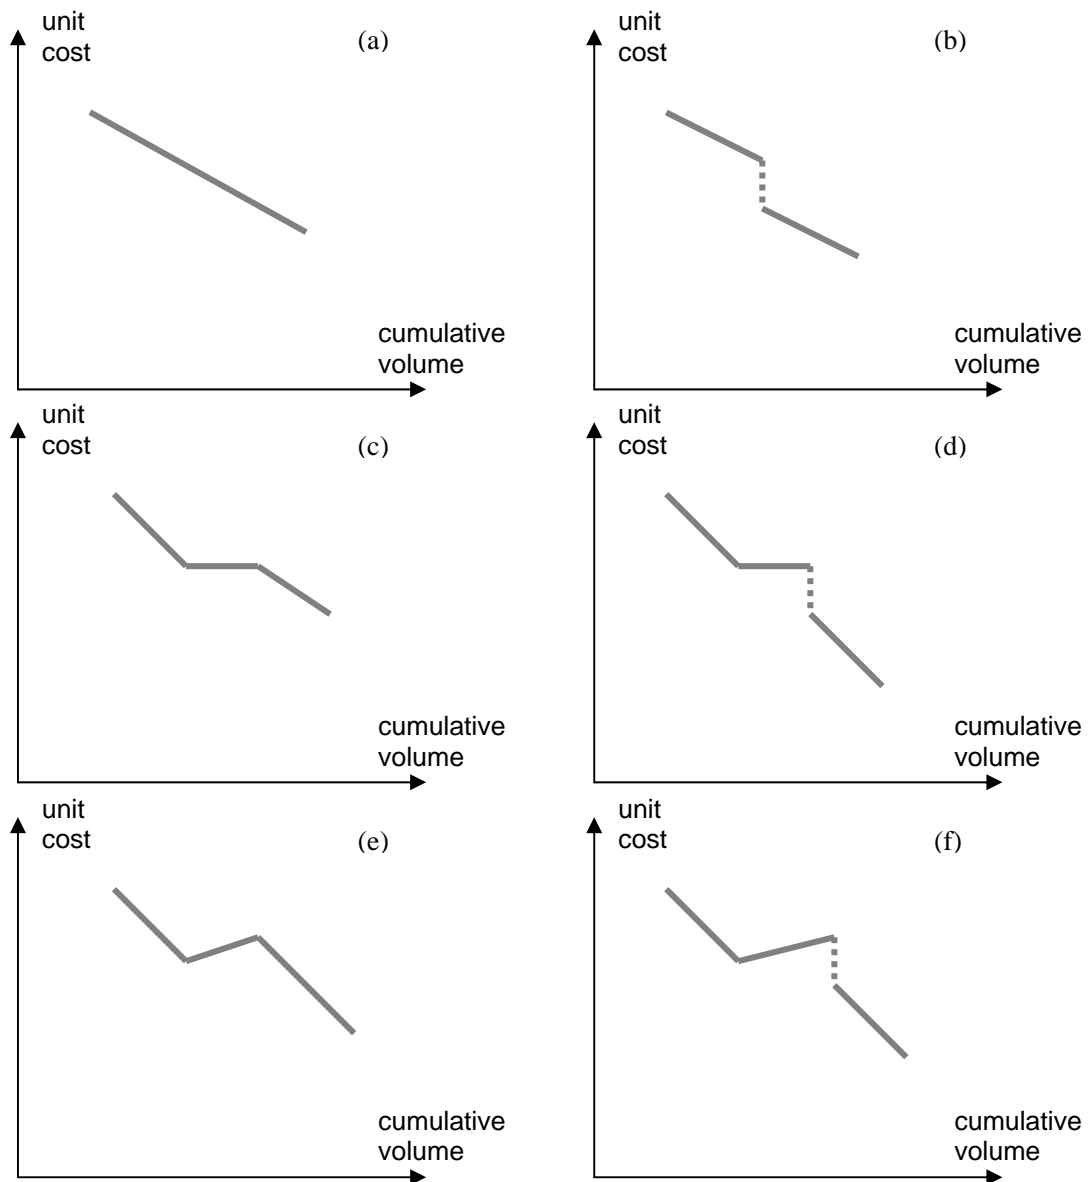 unit
cost
(a)
cumulative
volume
unit
cost
(b)
cumulative
volume
unit
cost
(c)
cumulative
volume
unit
cost
(d)
cumulative
volume
unit
cost
(e)
cumulative
volume
unit
cost
(f)
cumulative
volume